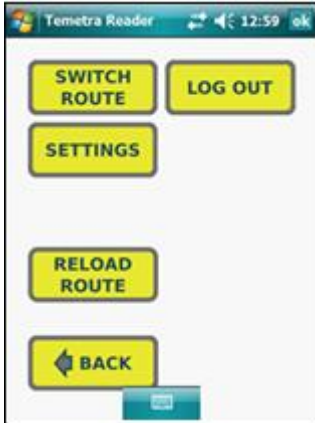 Temetra Reader 12:59 ok
SWITCH
ROUTE
LOG OUT
SETTINGS
RELOAD
ROUTE
BACK